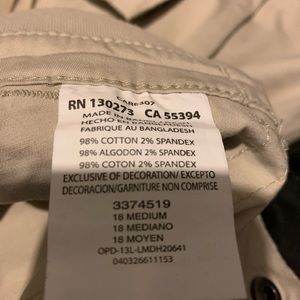 CARE307
RN 130273 CA 55394
MADE IN BANGLADESH
HECHO EN BANGLADESH
FABRIQUE AU BANGLADESH
98% COTTON 2% SPANDEX
98% ALGODON 2% SPANDEX
98% COTON 2% SPANDEX
EXCLUSIVE OF DECORATION/ EXCEPTO
DECORACION/GARNITURE NON COMPRISE
3374519
18 MEDIUM
18 MEDIANO
18 MOYEN
OPD-13L-LMDH20641
040326611153